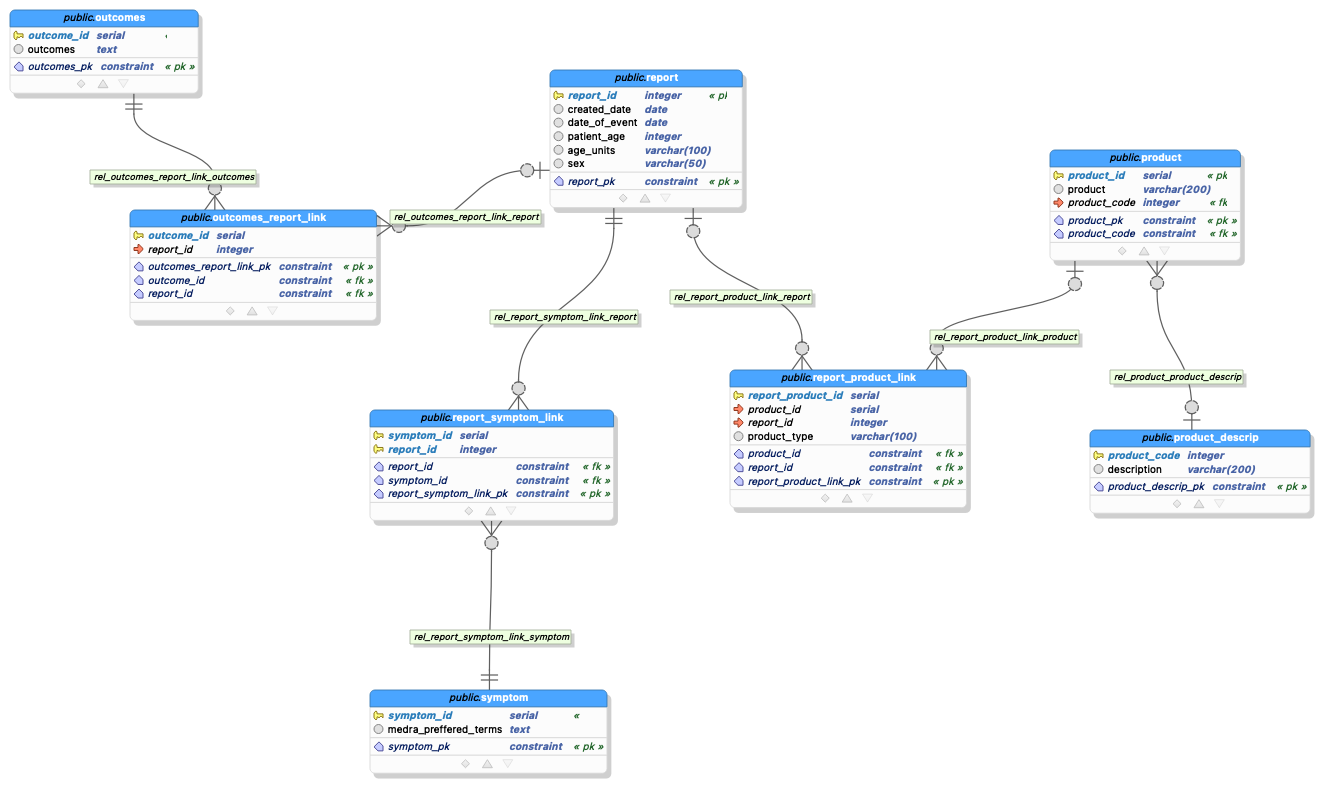 public.outcomes
outcome_id serial
outcomes text
outcomes_pk constraint « pk »
rel_outcomes_report_link_outcomes
public.outcomes_report_link
outcome_id serial
report_id integer
outcomes_report_link_pk constraint « pk »
outcome_id constraint « fk »
report_id constraint « fk »
rel_outcomes_report_link_report
public.report
report_id integer « pk
created_date date
date_of_event date
patient_age integer
age_units varchar(100)
sex varchar(50)
report_pk constraint « pk »
rel_report_symptom_link_report
rel_report_product_link_report
public.product
product_id serial « pk
product varchar(200)
product_code integer « fk
product_pk constraint « pk »
product_code constraint « fk »
rel_report_product_link_product
rel_product_product_descrip
public.report_symptom_link
symptom_id serial
report_id integer
report_id constraint « fk »
symptom_id constraint « fk »
report_symptom_link_pk constraint « pk »
public.report_product_link
report_product_id serial
product_id serial
report_id integer
product_type varchar(100)
product_id constraint « fk »
report_id constraint « fk »
report_product_link_pk constraint « pk »
public.product_descrip
product_code integer
description varchar(200)
product_descrip_pk constraint « pk »
rel_report_symptom_link_symptom
public.symptom
symptom_id serial «
medra_preffered_terms text
symptom_pk constraint « pk »